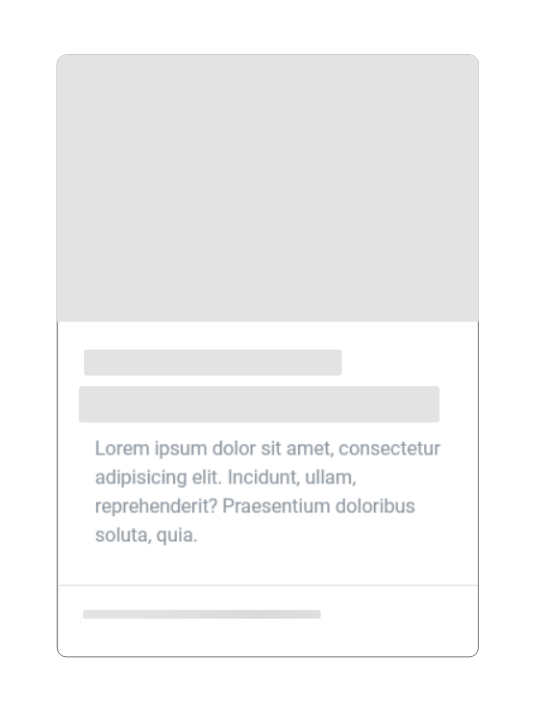 Lorem ipsum dolor sit amet, consectetur
adipisicing elit. Incidunt, ullam,
reprehenderit? Praesentium doloribus
soluta, quia.